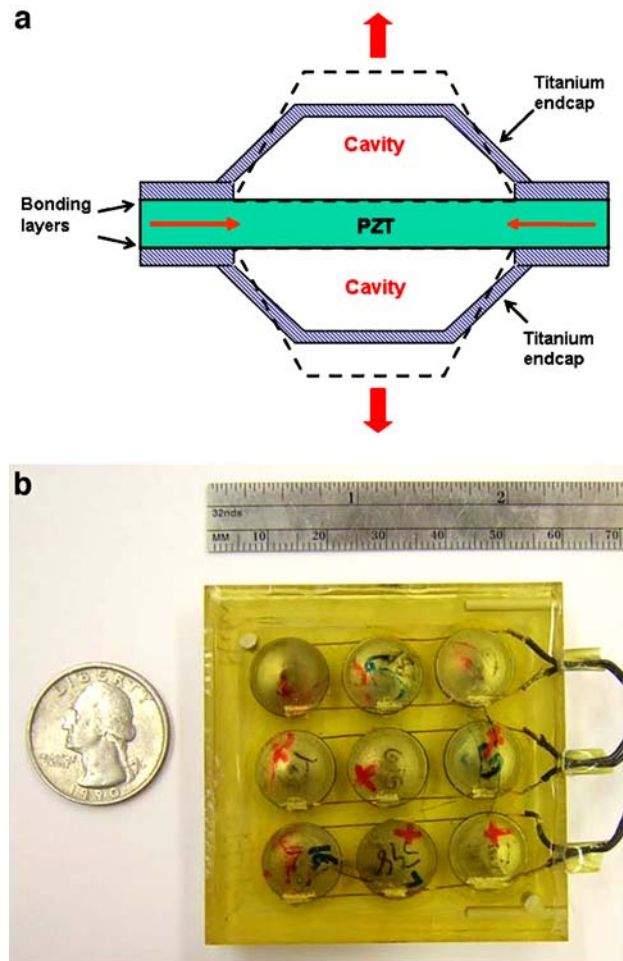 a
Titanium
endcap
Cavity
Bonding
layers
PZT
Cavity
Titanium
endcap
b
1 2
32nds
MM 10 20 30 40 50 60 70
LIBERTY
1990